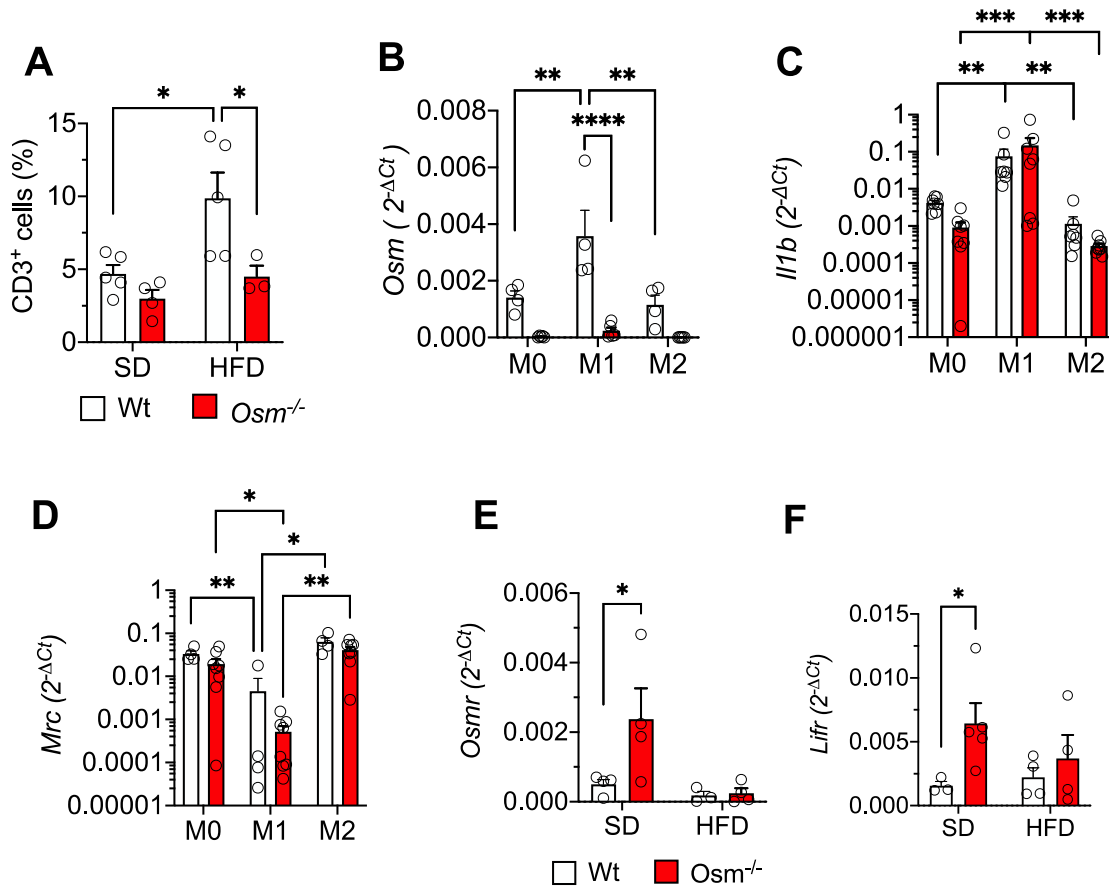 A
CD3+ cells (%)
15
10
5
0
*
*
SD
HFD
Wt
Osm-/-
B
Osm ( 2-ΔCt)
0.008
0.006
0.004
0.002
0.000
**
**
****
M0
M1
M2
C
Il1b (2-ΔCt)
1
0.1
0.01
0.001
0.0001
0.00001
0.000001
***
***
**
**
M0
M1
M2
D
Mrc (2-ΔCt)
1
0.1
0.01
0.001
0.0001
0.00001
*
*
**
**
M0
M1
M2
E
Osmr (2-ΔCt)
0.006
0.004
0.002
0.000
*
SD
HFD
F
Lifr (2-ΔCt)
0.015
0.010
0.005
0.000
*
SD
HFD
Wt
Osm-/-